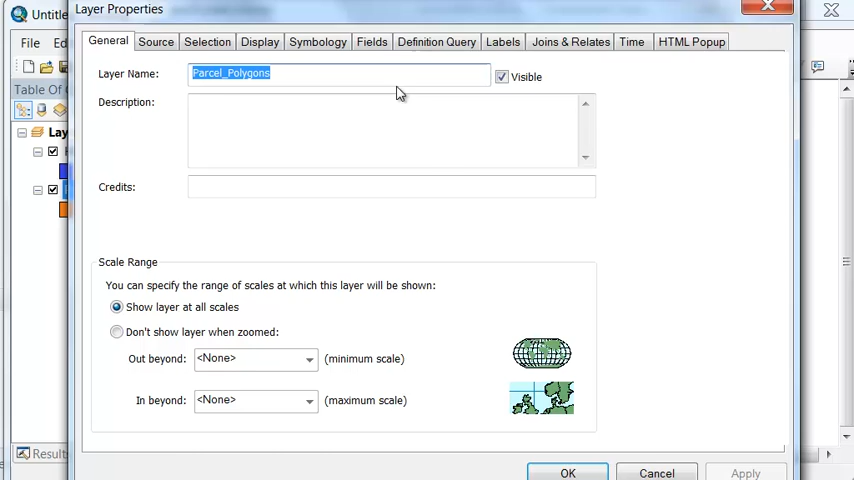 Untitle
Layer Properties
File Ed
General Source Selection Display Symbology Fields Definition Query Labels Joins & Relates Time HTML Popup
Layer Name: Parcel_Polygons Visible
Table Of C
Description:
Lay
Credits:
Scale Range
You can specify the range of scales at which this layer will be shown:
Show layer at all scales
Don't show layer when zoomed:
Out beyond: <None> (minimum scale)
In beyond: <None> (maximum scale)
Results
OK Cancel Apply